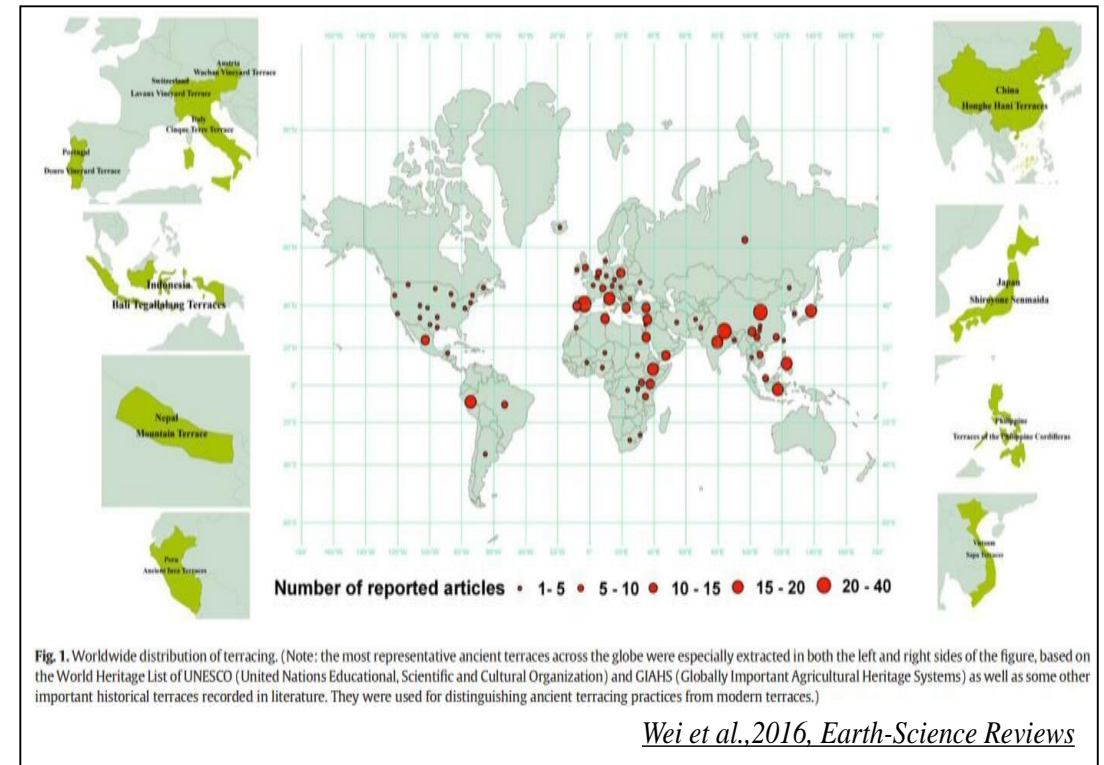 Austria
Wachau Vineyard Terrace
Switzerland
Lavaux Vineyard Terrace
Italy
Cinque Terre Terrace
Portugal
Douro Vineyard Terrace
Indonesia
Bali Tegallalang Terraces
Nepal
Mountain Terrace
Peru
Ancient Inca Terraces
China
Honghe Hani Terraces
Japan
Shiroyone Senmaida
Philippine
Terraces of the Philippine Cordilleras
Vietnam
Sapa Terraces
Number of reported articles 1- 5 5 - 10 10 - 15 15 - 20 20 - 40
Fig. 1. Worldwide distribution of terracing. (Note: the most representative ancient terraces across the globe were especially extracted in both the left and right sides of the figure, based on
the World Heritage List of UNESCO (United Nations Educational, Scientific and Cultural Organization) and GIAHS (Globally Important Agricultural Heritage Systems) as well as some other
important historical terraces recorded in literature. They were used for distinguishing ancient terracing practices from modern terraces.)
Wei et al.,2016, Earth-Science Reviews